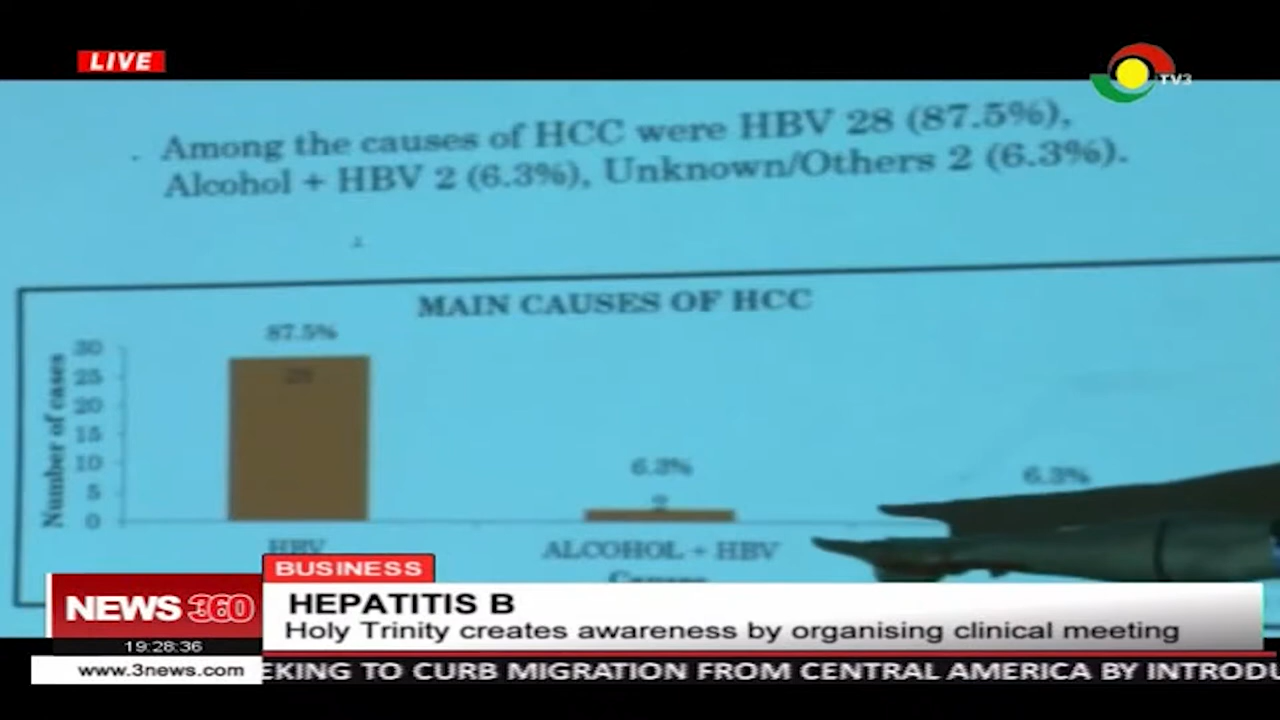 LIVE
TV3
Among the causes of HCC were HBV 28 (87.5%),
Alcohol + HBV 2 (6.3%), Unknown/Others 2 (6.3%).
MAIN CAUSES OF HCC
87.5%
Number of cases
30
25
20
15
10
5
0
28
6.3%
2
6.3%
HBV
ALCOHOL + HBV
BUSINESS
NEWS 360
HEPATITIS B
Holy Trinity creates awareness by organising clinical meeting
19:28:36
www.3news.com
EKING TO CURB MIGRATION FROM CENTRAL AMERICA BY INTRODU